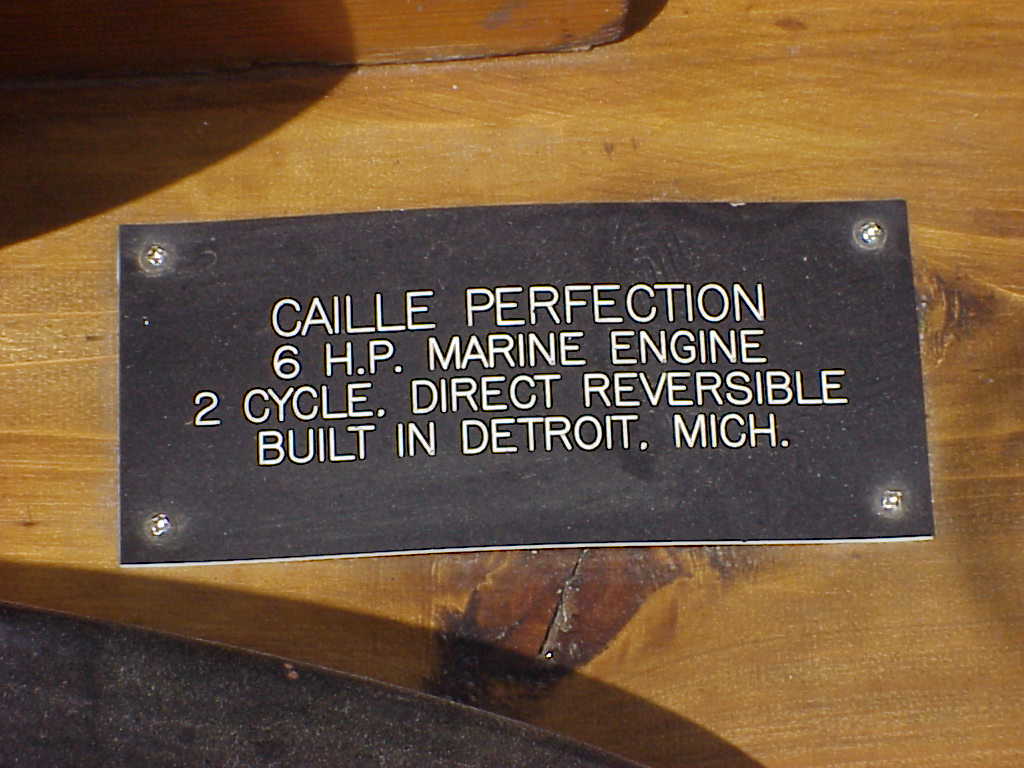 CAILLE PERFECTION
6 H.P. MARINE ENGINE
2 CYCLE. DIRECT REVERSIBLE
BUILT IN DETROIT. MICH.